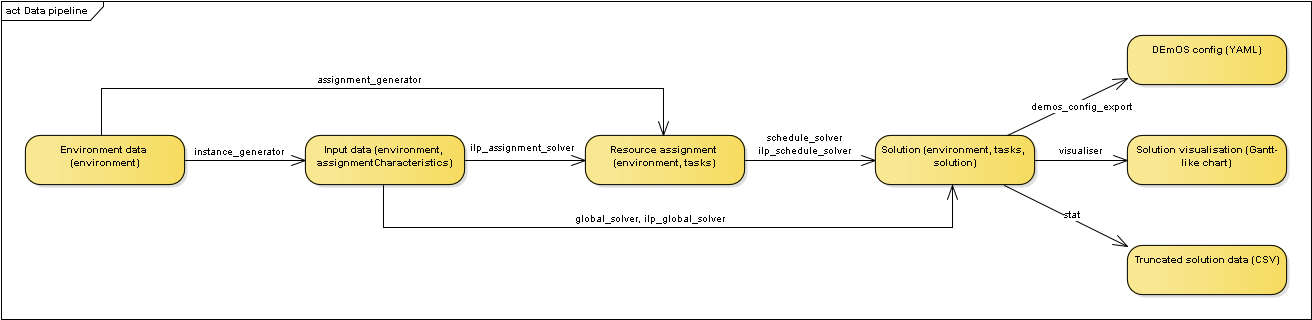 act Data pipeline
DEmOS config (YAML)
assignment_generator
demos_config_export
Environment data
(environment)
instance_generator
Input data (environment,
assignmentCharacteristics)
ilp_assignment_solver
Resource assignment
(environment, tasks)
schedule_solver
ilp_schedule_solver
Solution (environment, tasks,
solution)
visualiser
Solution visualisation (Gantt-
like chart)
global_solver, ilp_global_solver
stat
Truncated solution data (CSV)